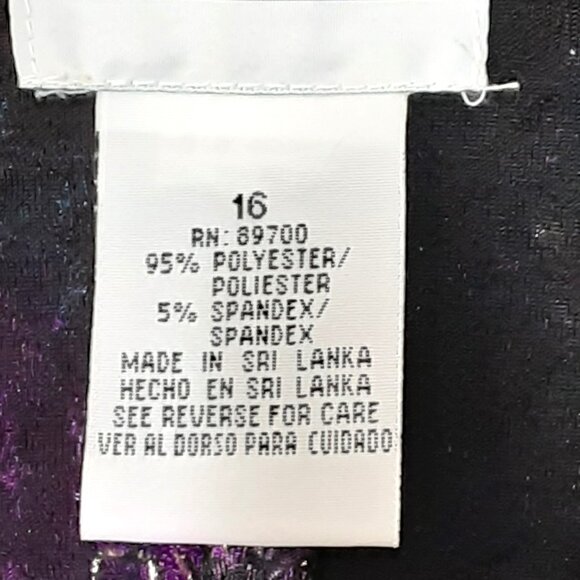 16
RN: 89700
95% POLYESTER/
POLIESTER
5% SPANDEX/
SPANDEX
MADE IN SRI LANKA
HECHO EN SRI LANKA
SEE REVERSE FOR CARE
VER AL DORSO PARA CUIDADO